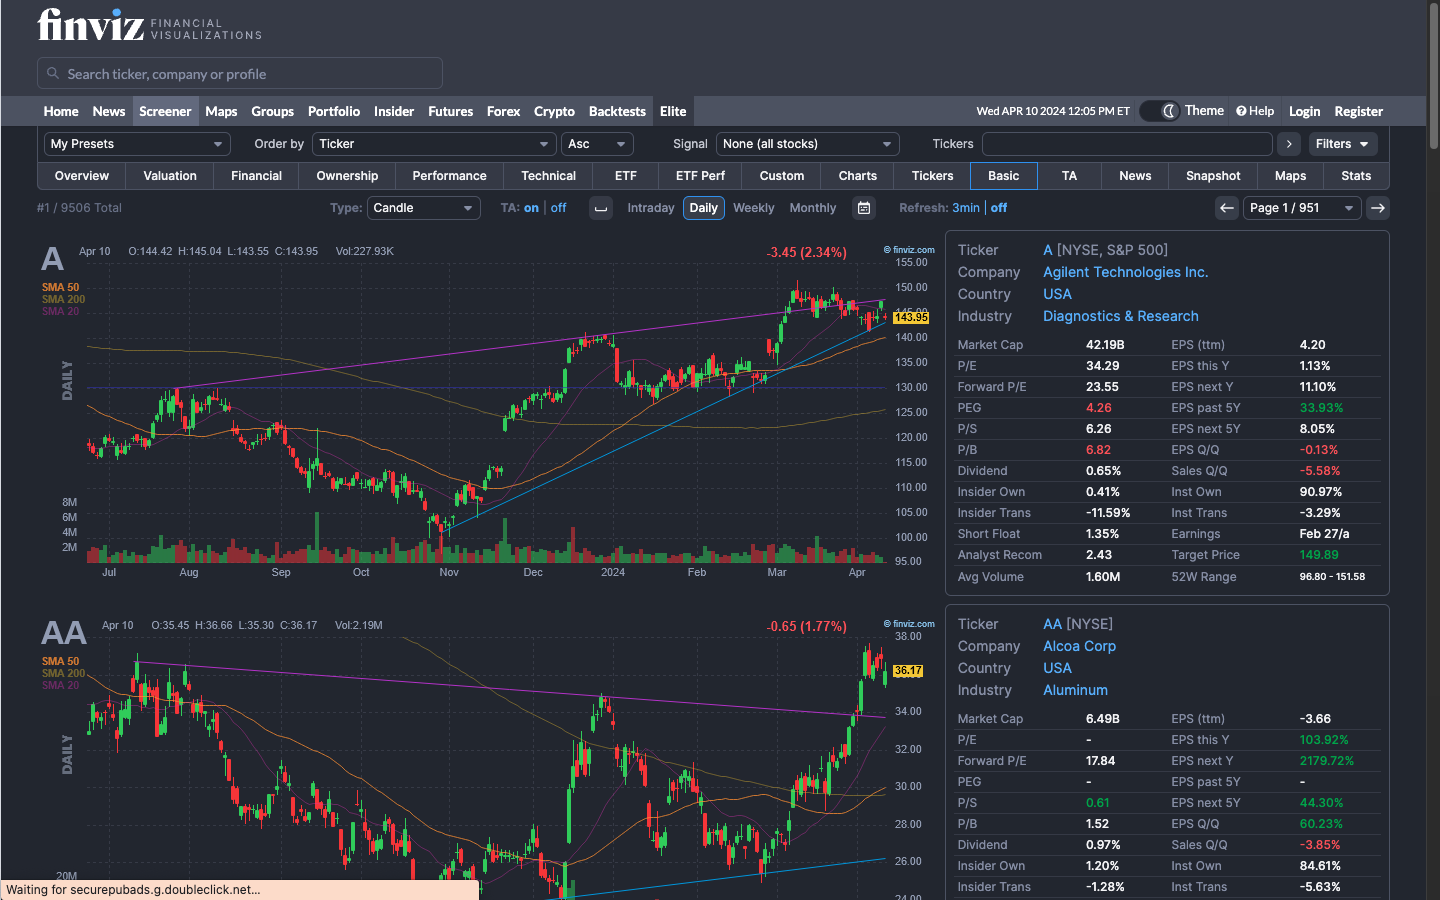 finviz FINANCIAL VISUALIZATIONS
Search ticker, company or profile
Home News Screener Maps Groups Portfolio Insider Futures Forex Crypto Backtests Elite Wed APR 10 2024 12:05 PM ET Theme Help Login Register
My Presets Order by Ticker Asc Signal None (all stocks) Tickers > Filters
Overview Valuation Financial Ownership Performance Technical ETF ETF Perf Custom Charts Tickers Basic TA News Snapshot Maps Stats
#1 / 9506 Total Type: Candle TA: on | off Intraday Daily Weekly Monthly Refresh: 3min | off Page 1 / 951
A Apr 10 O:144.42 H:145.04 L:143.55 C:143.95 Vol:227.93K -3.45 (2.34%) © finviz.com
SMA 50
SMA 200
SMA 20
DAILY
155.00
150.00
143.95
140.00
135.00
130.00
125.00
120.00
115.00
110.00
105.00
100.00
95.00
8M
6M
4M
2M
Jul Aug Sep Oct Nov Dec 2024 Feb Mar Apr
Ticker A [NYSE, S&P 500]
Company Agilent Technologies Inc.
Country USA
Industry Diagnostics & Research
Market Cap 42.19B EPS (ttm) 4.20
P/E 34.29 EPS this Y 1.13%
Forward P/E 23.55 EPS next Y 11.10%
PEG 4.26 EPS past 5Y 33.93%
P/S 6.26 EPS next 5Y 8.05%
P/B 6.82 EPS Q/Q -0.13%
Dividend 0.65% Sales Q/Q -5.58%
Insider Own 0.41% Inst Own 90.97%
Insider Trans -11.59% Inst Trans -3.29%
Short Float 1.35% Earnings Feb 27/a
Analyst Recom 2.43 Target Price 149.89
Avg Volume 1.60M 52W Range 96.80 - 151.58
AA Apr 10 O:35.45 H:36.66 L:35.30 C:36.17 Vol:2.19M -0.65 (1.77%) © finviz.com
SMA 50
SMA 200
SMA 20
DAILY
38.00
36.17
34.00
32.00
30.00
28.00
26.00
24.00
20M
Ticker AA [NYSE]
Company Alcoa Corp
Country USA
Industry Aluminum
Market Cap 6.49B EPS (ttm) -3.66
P/E - EPS this Y 103.92%
Forward P/E 17.84 EPS next Y 2179.72%
PEG - EPS past 5Y -
P/S 0.61 EPS next 5Y 44.30%
P/B 1.52 EPS Q/Q 60.23%
Dividend 0.97% Sales Q/Q -3.85%
Insider Own 1.20% Inst Own 84.61%
Insider Trans -1.28% Inst Trans -5.63%
Waiting for securepubads.g.doubleclick.net...